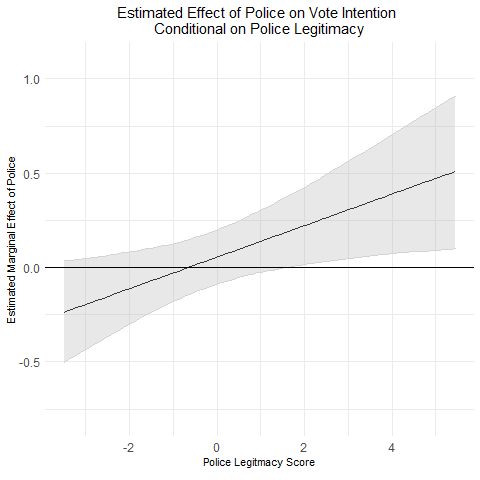 Estimated Effect of Police on Vote Intention
Conditional on Police Legitimacy
Estimated Marginal Effect of Police
1.0
0.5
0.0
-0.5
-2
0
2
4
Police Legitmacy Score